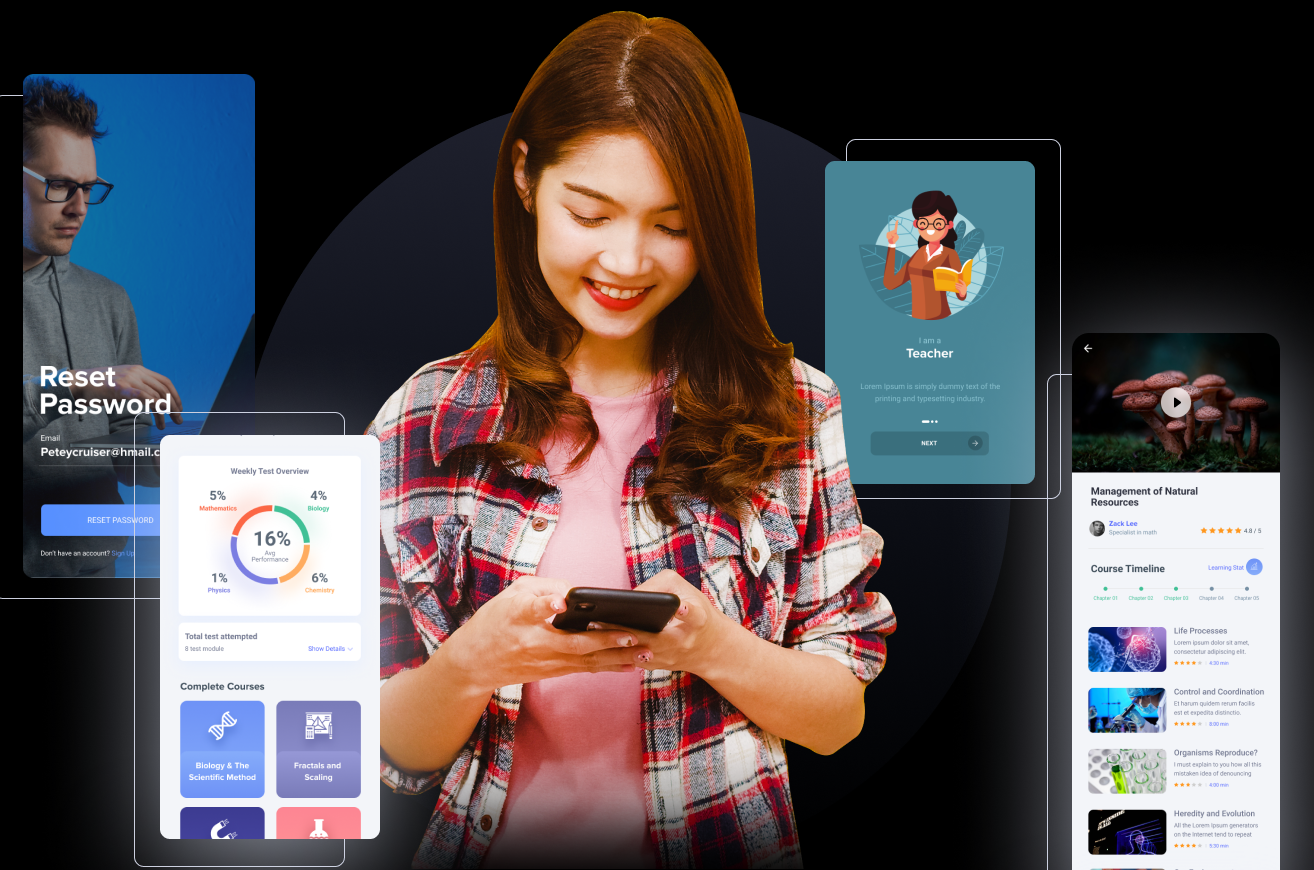 Reset
Password
Email
Peteycruiser@hmail.c
RESET PASSWORD
Don't have an account? Sign Up
Weekly Test Overview
5%
Mathematics
4%
Biology
16%
Avg
Performance
1%
Physics
6%
Chemistry
Total test attempted
8 test module
Show Details
Complete Courses
Biology & The
Scientific Method
Fractals and
Scaling
I am a
Teacher
Lorem Ipsum is simply dummy text of the
printing and typesetting industry.
NEXT
Management of Natural
Resources
Zack Lee
Specialist in math
4.8 / 5
Course Timeline
Learning Stat
Chapter 01
Chapter 02
Chapter 03
Chapter 04
Chapter 05
Life Processes
Lorem ipsum dolor sit amet,
consectetur adipiscing elit.
4:30 min
Control and Coordination
Et harum quidem rerum facilis
est et expedita distinctio.
8:00 min
Organisms Reproduce?
I must explain to you how all this
mistaken idea of denouncing
4:00 min
Heredity and Evolution
All the Lorem Ipsum generators
on the Internet tend to repeat
5:30 min